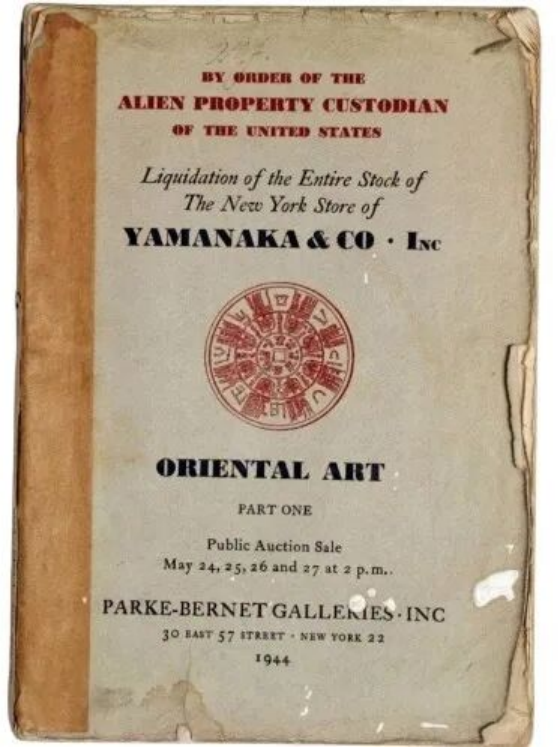 BY ORDER OF THE
ALIEN PROPERTY CUSTODIAN
OF THE UNITED STATES
Liquidation of the Entire Stock of
The New York Store of
YAMANAKA & CO · INC
ORIENTAL ART
PART ONE
Public Auction Sale
May 24, 25, 26 and 27 at 2 p.m..
PARKE-BERNET GALLERIES · INC
30 EAST 57 STREET · NEW YORK 22
1944